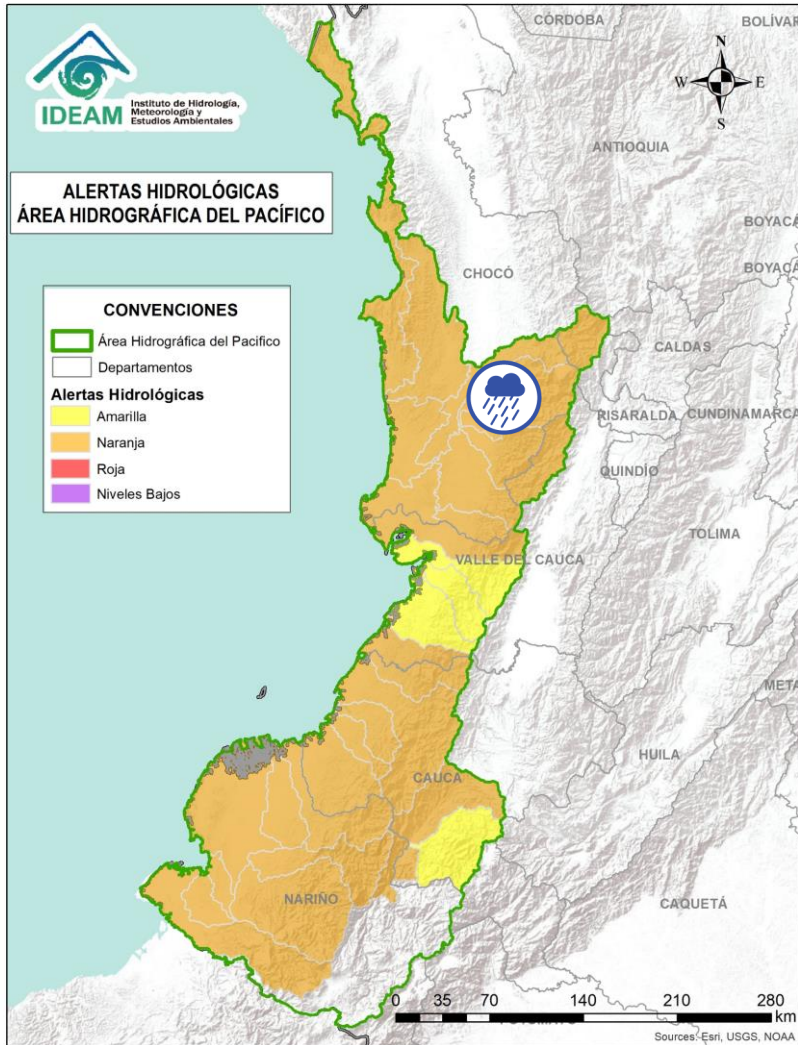 IDEAM
Instituto de Hidrología,
Meteorología y
Estudios Ambientales
ALERTAS HIDROLÓGICAS
ÁREA HIDROGRÁFICA DEL PACÍFICO
CONVENCIONES
Área Hidrográfica del Pacifico
Departamentos
Alertas Hidrológicas
Amarilla
Naranja
Roja
Niveles Bajos
CÓRDOBA
BOLÍVAR
N
W
E
S
ANTIOQUIA
BOYACÁ
CHOCÓ
BOYACÁ
CALDAS
RISARALDA
CUNDINAMARCA
QUINDÍO
TOLIMA
VALLE DEL CAUCA
META
HUILA
CAUCA
NARIÑO
CAQUETÁ
0 35 70 140 210 280
km
Sources: Esri, USGS, NOAA